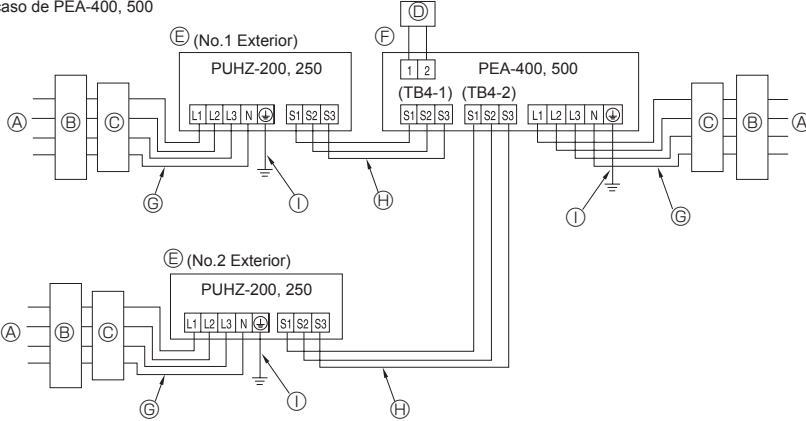 caso de PEA-400, 500
D
E (No.1 Exterior)
F
PUHZ-200, 250
1 2
PEA-400, 500
(TB4-1) (TB4-2)
L1 L2 L3 N S1 S2 S3
S1 S2 S3 S1 S2 S3 L1 L2 L3 N
A B C
C B A
G I H I G
E (No.2 Exterior)
PUHZ-200, 250
L1 L2 L3 N S1 S2 S3
A B C
G I H